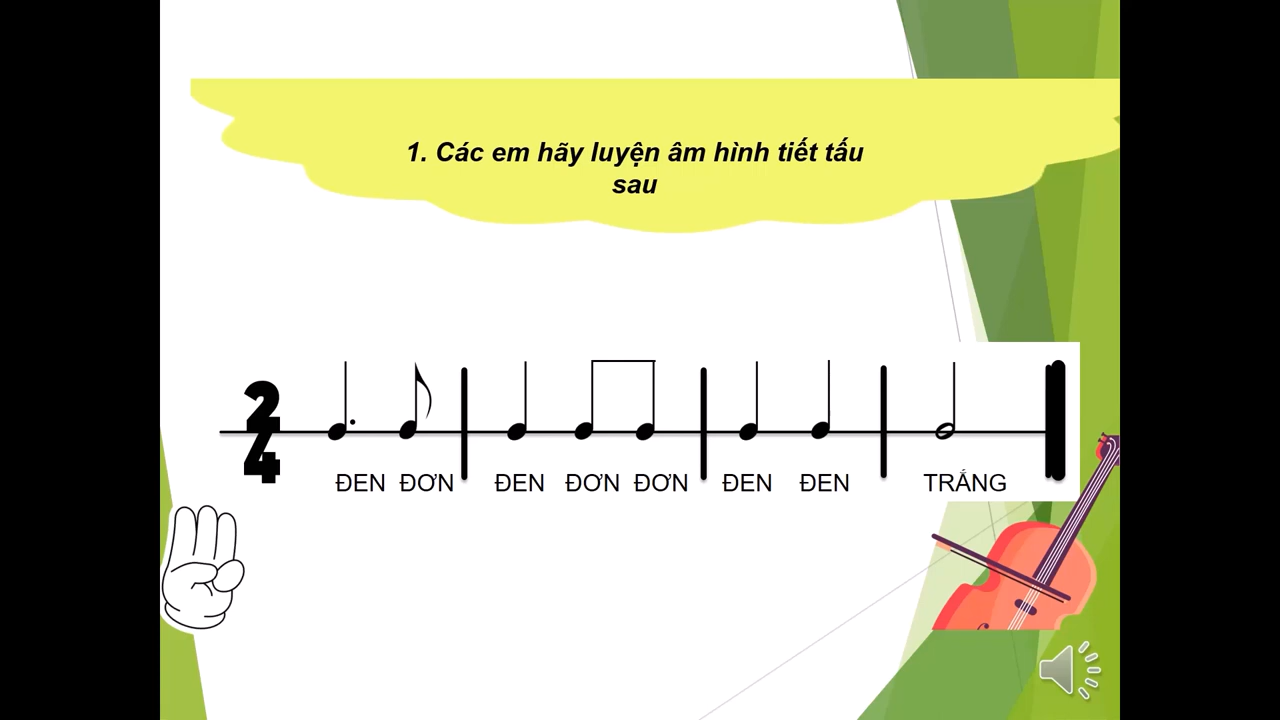 1. Các em hãy luyện âm hình tiết tấu
sau
2
4
ĐEN ĐƠN ĐEN ĐƠN ĐƠN ĐEN ĐEN TRẮNG